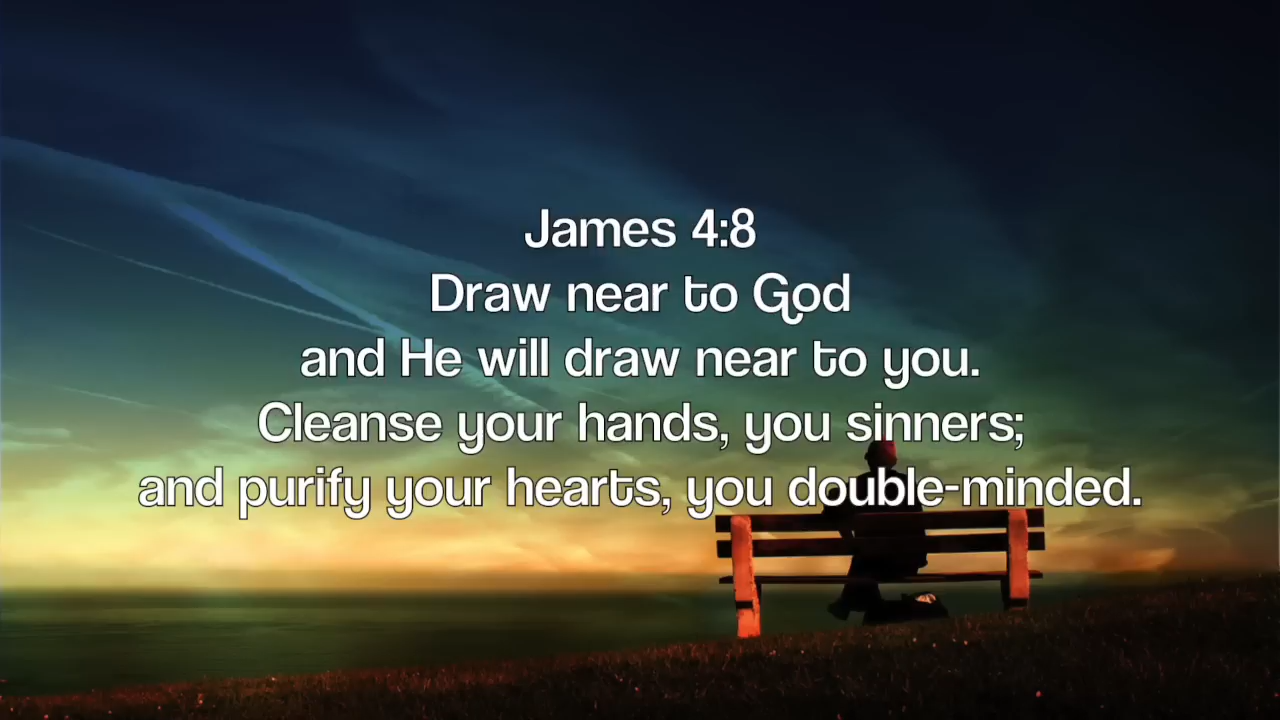 James 4:8
Draw near to God
and He will draw near to you.
Cleanse your hands, you sinners;
and purify your hearts, you double-minded.